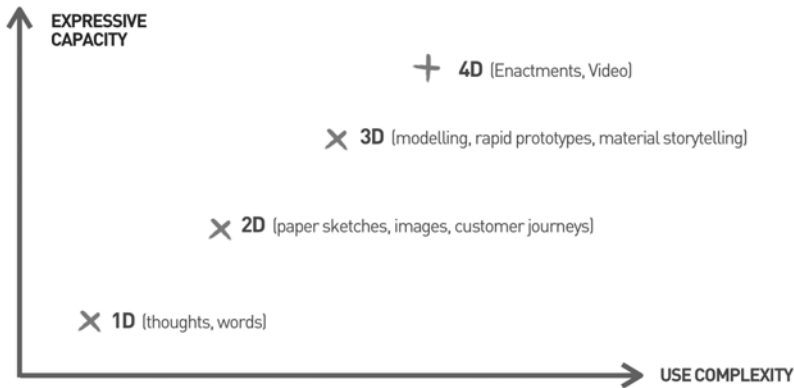 EXPRESSIVE
CAPACITY
4D (Enactments, Video)
3D (modelling, rapid prototypes, material storytelling)
2D (paper sketches, images, customer journeys)
1D (thoughts, words)
USE COMPLEXITY